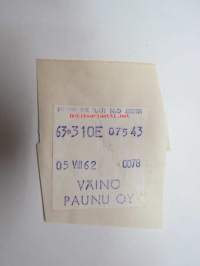 63*310E 07543
05 VIII 62 0078
VÄINÖ
PAUNU OY